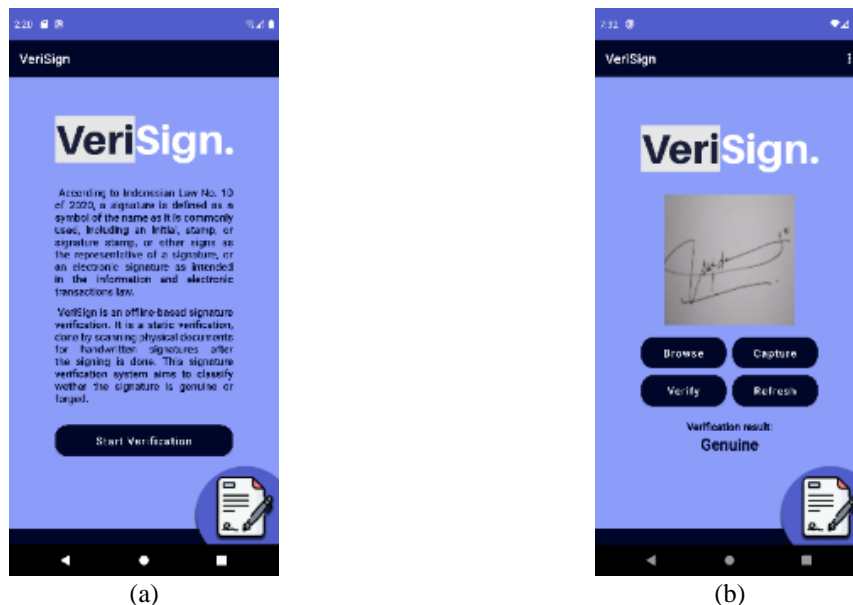 2:20
VeriSign
VeriSign.
According to Indonesian Law No. 10
of 2020, a signature is defined as a
symbol of the name as it is commonly
used, including an initial, stamp, or
signature stamp, or other signs as
the representative of a signature, or
an electronic signature as intended
in the information and electronic
transactions law.
VeriSign is an offline-based signature
verification. It is a static verification,
done by scanning physical documents
for handwritten signatures after
the signing is done. This signature
verification system aims to classify
wether the signature is genuine or
forged.
Start Verification
(a)
7:32
VeriSign
VeriSign.
Browse
Capture
Verify
Refresh
Verification result:
Genuine
(b)